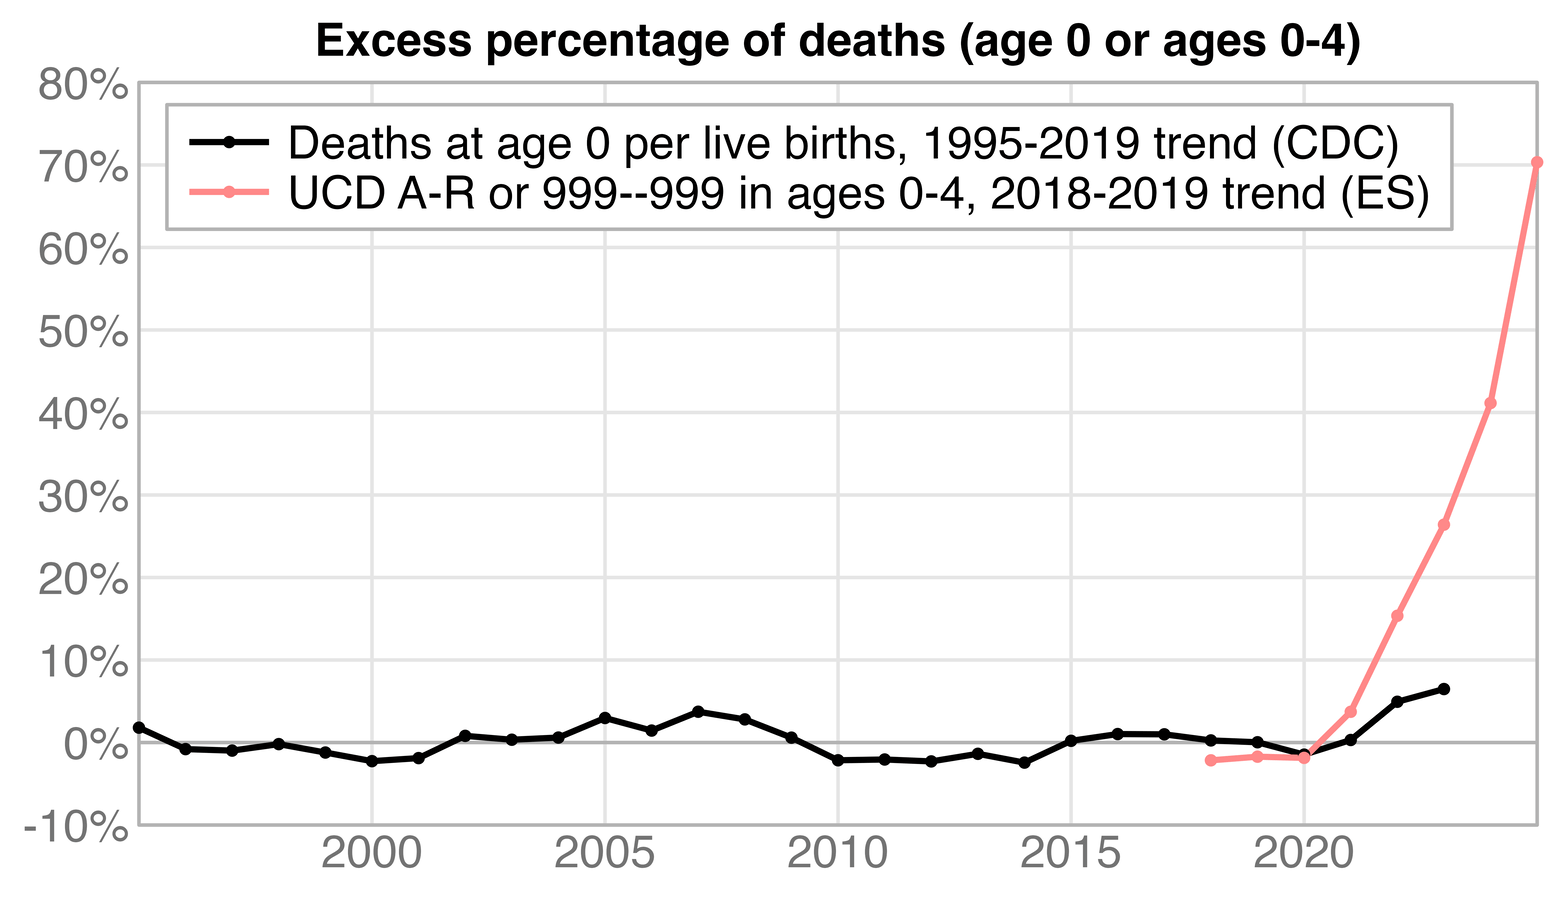 Excess percentage of deaths (age 0 or ages 0-4)
80%
Deaths at age 0 per live births, 1995-2019 trend (CDC)
70%
UCD A-R or 999--999 in ages 0-4, 2018-2019 trend (ES)
60%
50%
40%
30%
20%
10%
0%
-10%
2000 2005 2010 2015 2020